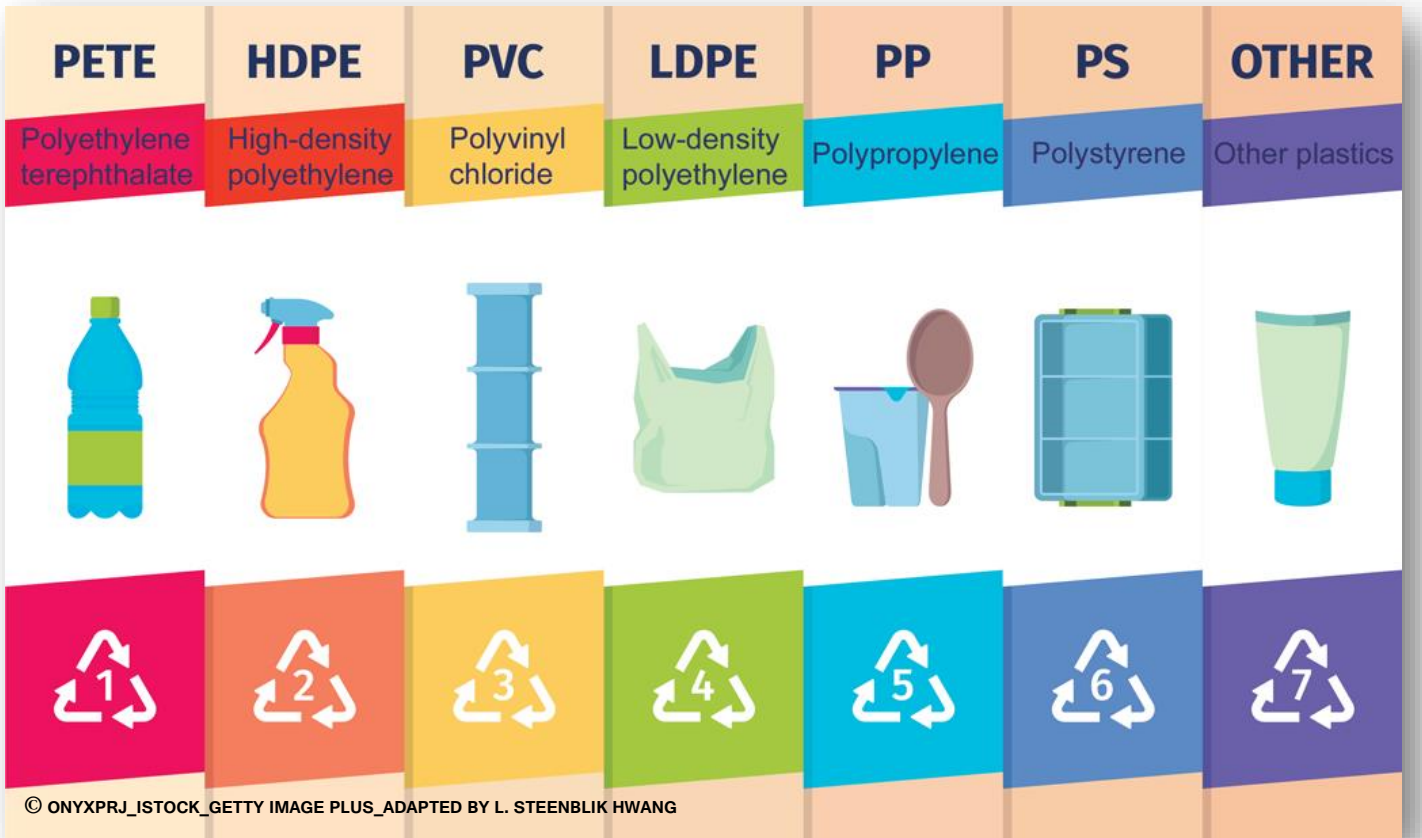 PETE
HDPE
PVC
LDPE
PP
PS
OTHER
Polyethylene
terephthalate
High-density
polyethylene
Polyvinyl
chloride
Low-density
polyethylene
Polypropylene
Polystyrene
Other plastics
1
2
3
4
5
6
7
© ONYXPRJ_ISTOCK_GETTY IMAGE PLUS_ADAPTED BY L. STEENBLIK HWANG